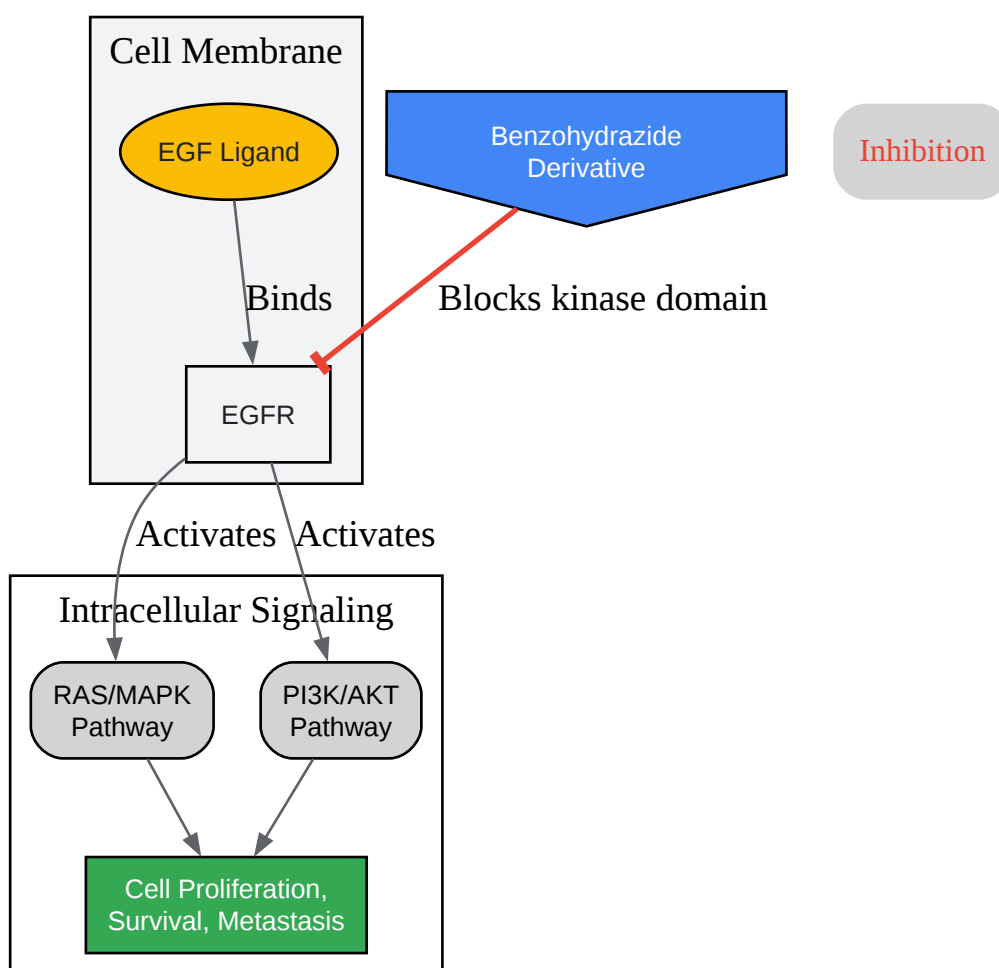 Cell Membrane
EGF Ligand
Benzohydrazide
Derivative
Inhibition
Binds
Blocks kinase domain
EGFR
Activates
Activates
Intracellular Signaling
RAS/MAPK
Pathway
PI3K/AKT
Pathway
Cell Proliferation,
Survival, Metastasis